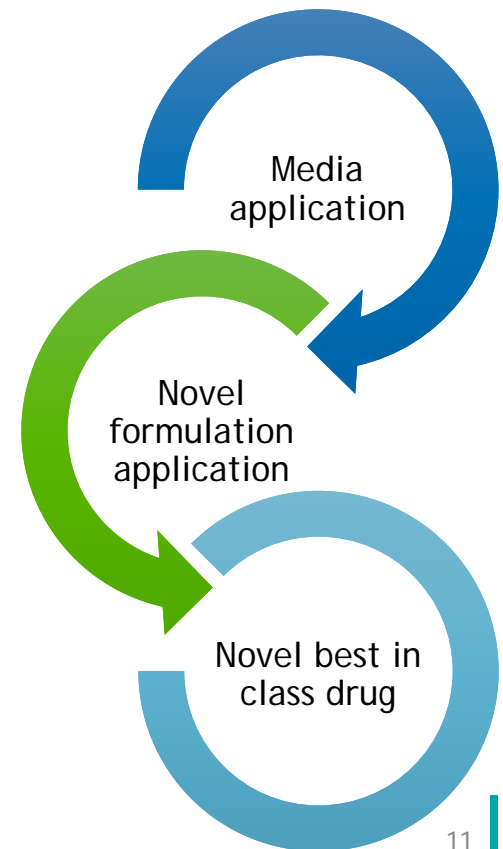 Media
application
Novel
formulation
application
Novel best in
class drug
11